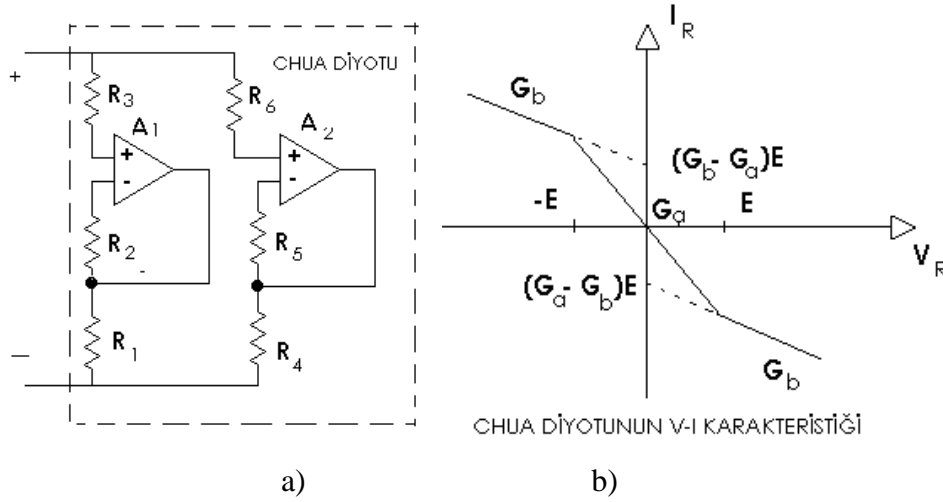 CHUA DİYOTU
+
R3
R6
A1
A2
+
-
+
-
R2
-
R5
R1
R4
—
a)
IR
Gb
(Gb- Ga)E
-E
Ga
E
VR
(Ga- Gb)E
Gb
CHUA DİYOTUNUN V-I KARAKTERİSTİĞİ
b)